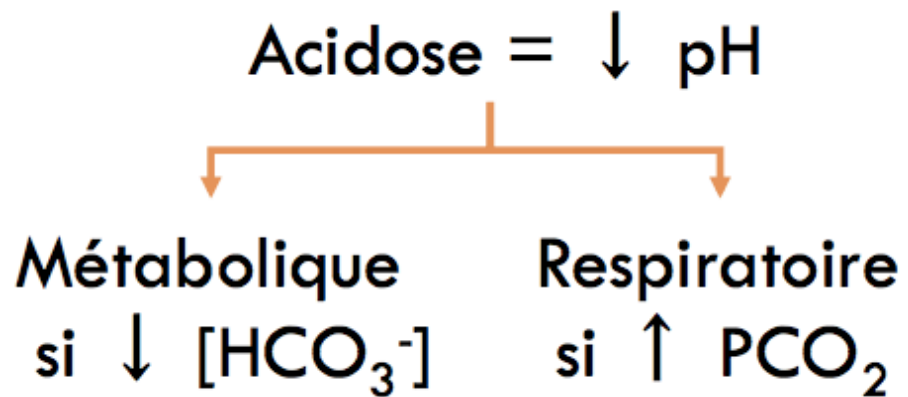 Acidose = ↓ pH
Métabolique
si ↓ [HCO₃⁻]
Respiratoire
si ↑ PCO₂